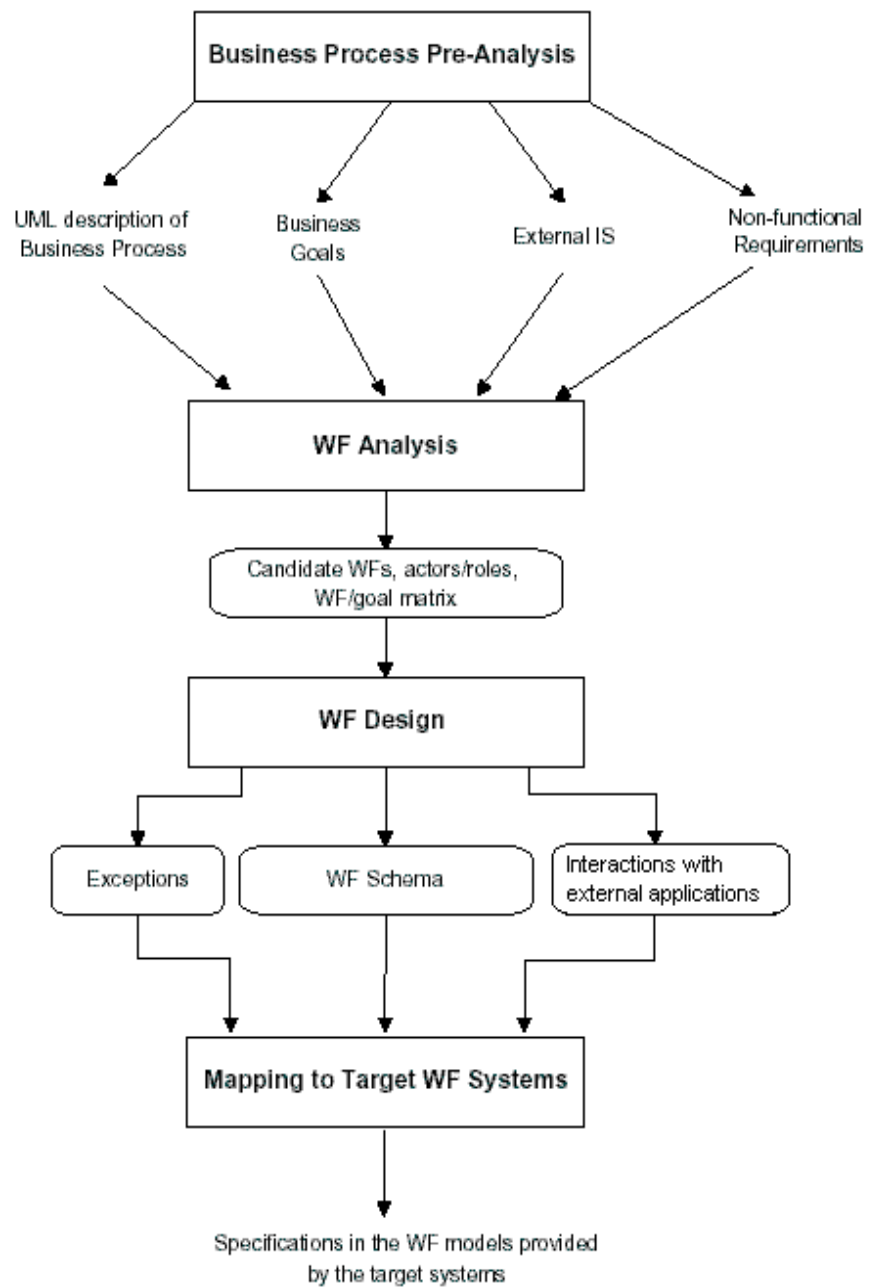 Business Process Pre-Analysis
UML description of
Business Process
Business
Goals
External IS
Non-functional
Requirements
WF Analysis
Candidate WFs, actors/roles,
WF/goal matrix
WF Design
Exceptions
WF Schema
Interactions with
external applications
Mapping to Target WF Systems
Specifications in the WF models provided
by the target systems